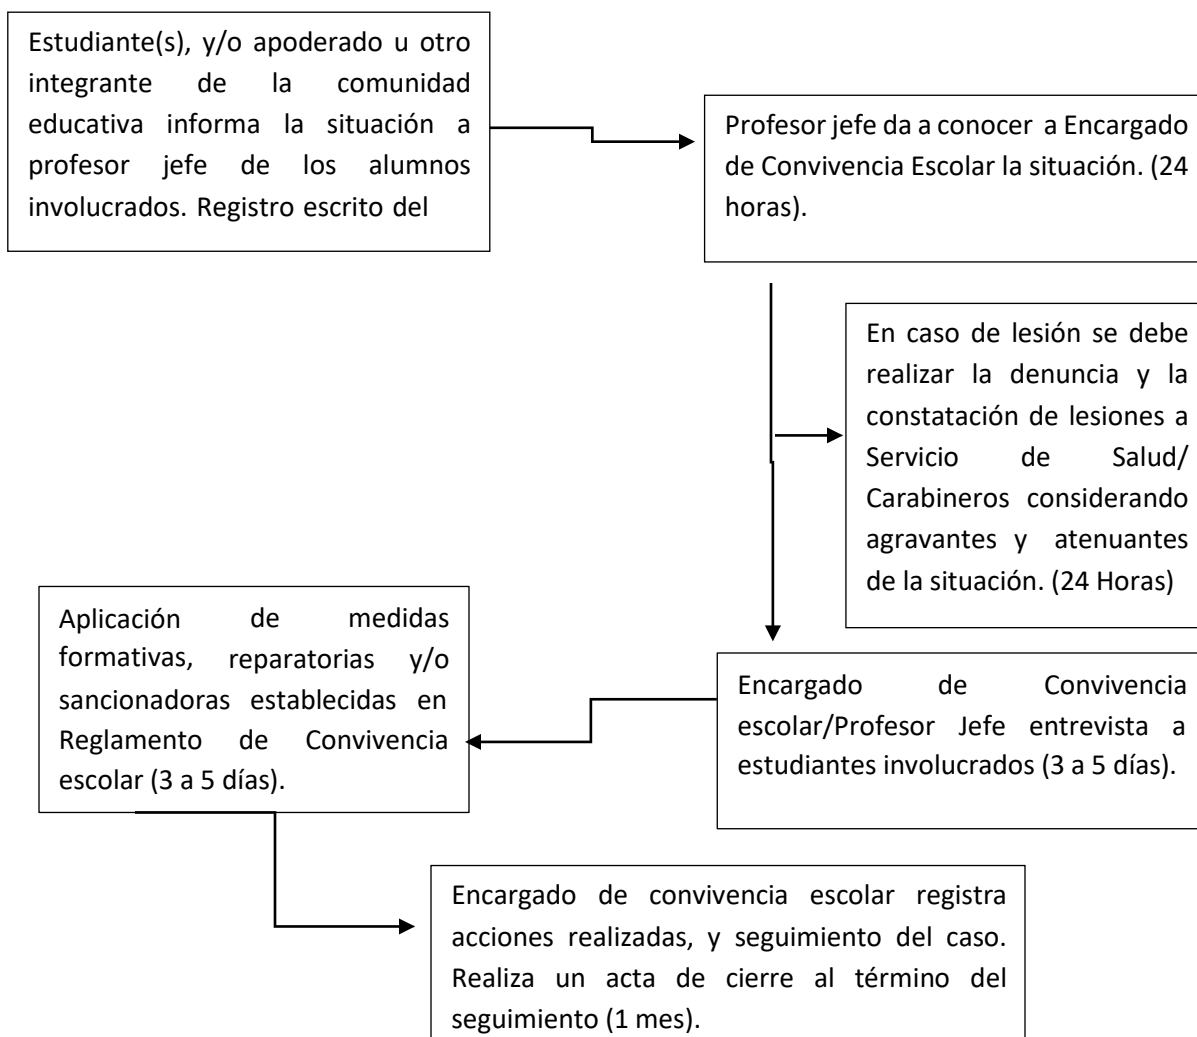 Estudiante(s), y/o apoderado u otro
integrante de la comunidad
educativa informa la situación a
profesor jefe de los alumnos
involucrados. Registro escrito del
Profesor jefe da a conocer a Encargado
de Convivencia Escolar la situación. (24
horas).
En caso de lesión se debe
realizar la denuncia y la
constatación de lesiones a
Servicio de Salud/
Carabineros considerando
agravantes y atenuantes
de la situación. (24 Horas)
Encargado de Convivencia
escolar/Profesor Jefe entrevista a
estudiantes involucrados (3 a 5 días).
Aplicación de medidas
formativas, reparatorias y/o
sancionadoras establecidas en
Reglamento de Convivencia
escolar (3 a 5 días).
Encargado de convivencia escolar registra
acciones realizadas, y seguimiento del caso.
Realiza un acta de cierre al término del
seguimiento (1 mes).